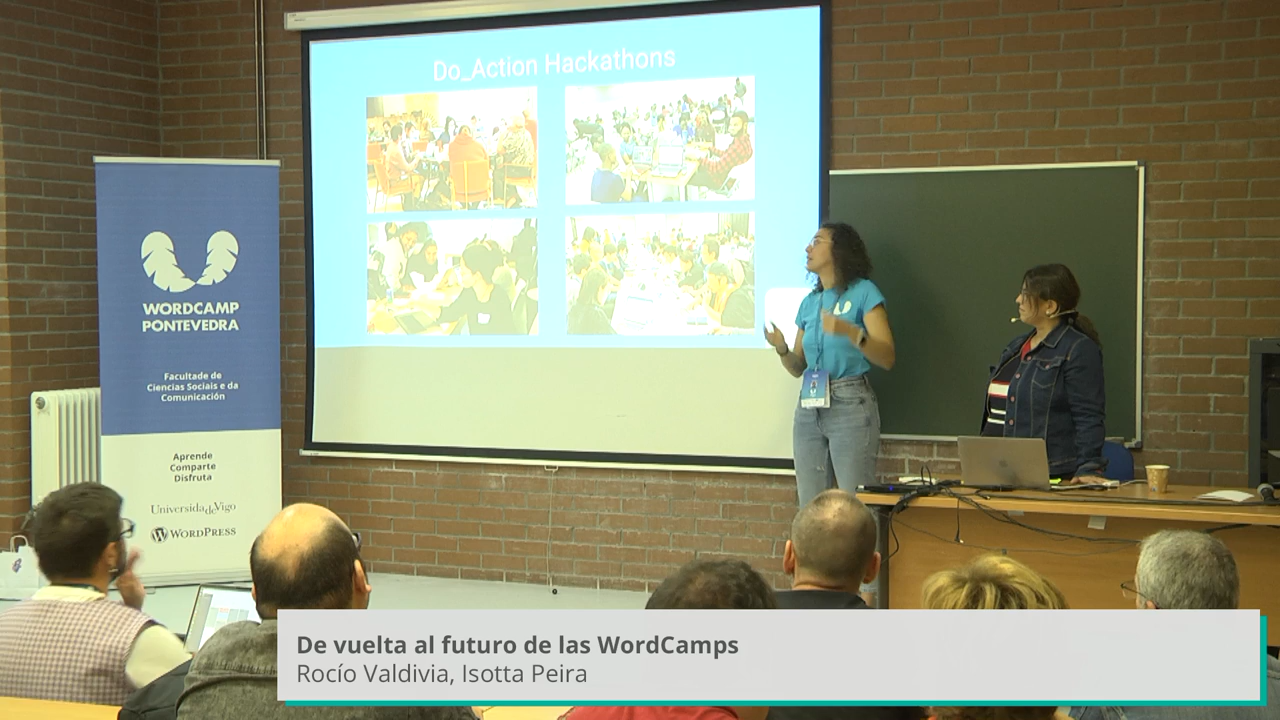 Do_Action Hackathons
WORDCAMP
PONTEVEDRA
Facultade de
Ciencias Sociais e da
Comunicación
Aprende
Comparte
Disfruta
UniversidadeVigo
WORDPRESS
De vuelta al futuro de las WordCamps
Rocío Valdivia, Isotta Peira